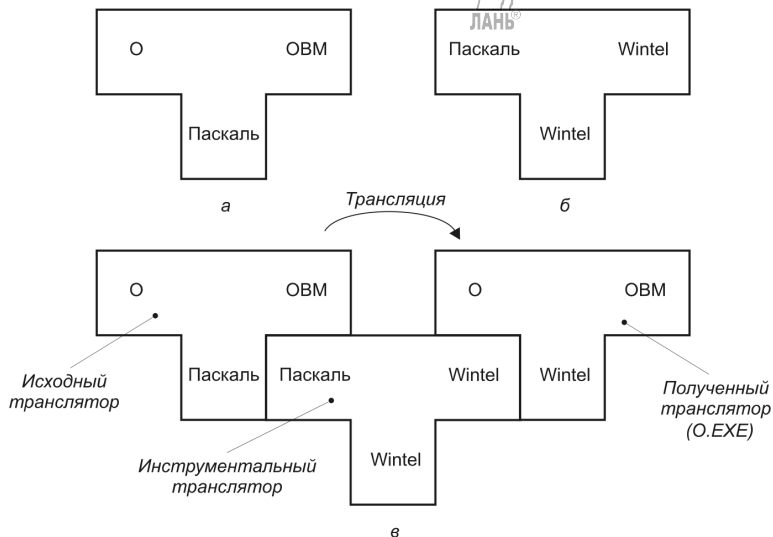 ЛАНЬ®
О ОВМ
Паскаль
Паскаль Wintel
Wintel
а
б
Трансляция
О ОВМ
О ОВМ
Паскаль
Паскаль Wintel
Wintel
Wintel
Исходный
транслятор
Инструментальный
транслятор
Полученный
транслятор
(O.EXE)
в